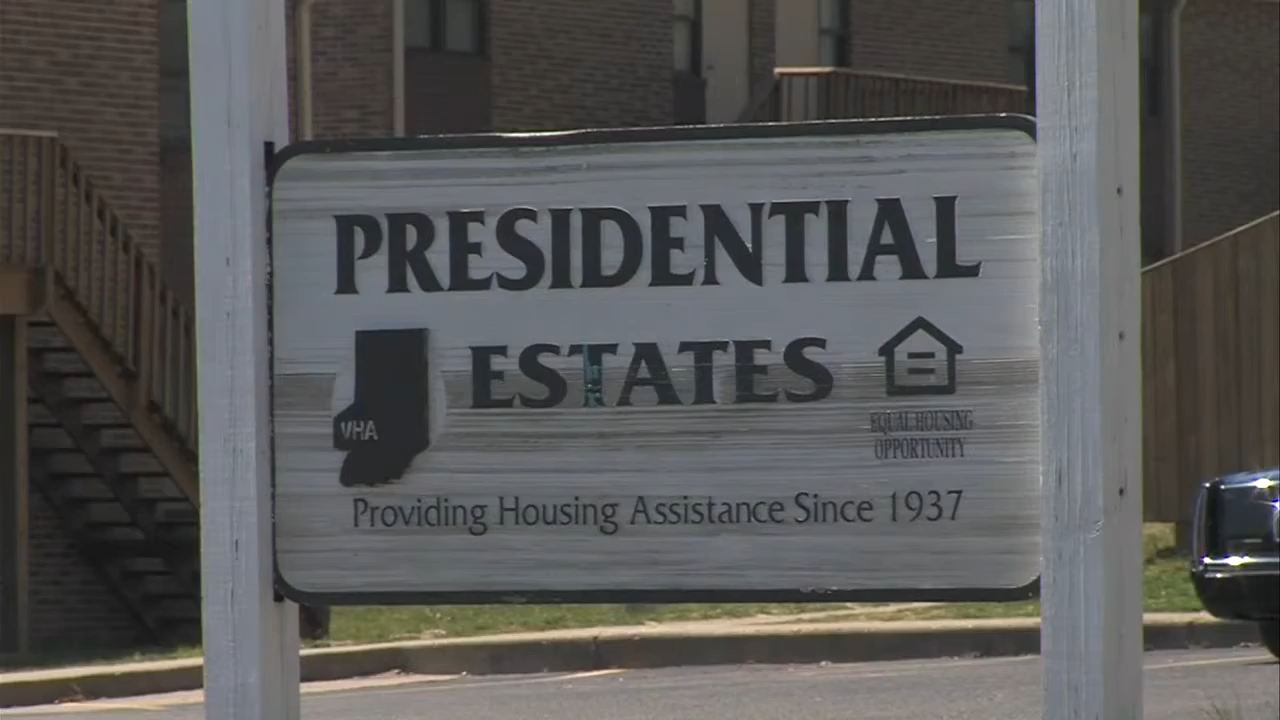 PRESIDENTIAL
ESTATES
VHA
EQUAL HOUSING
OPPORTUNITY
Providing Housing Assistance Since 1937